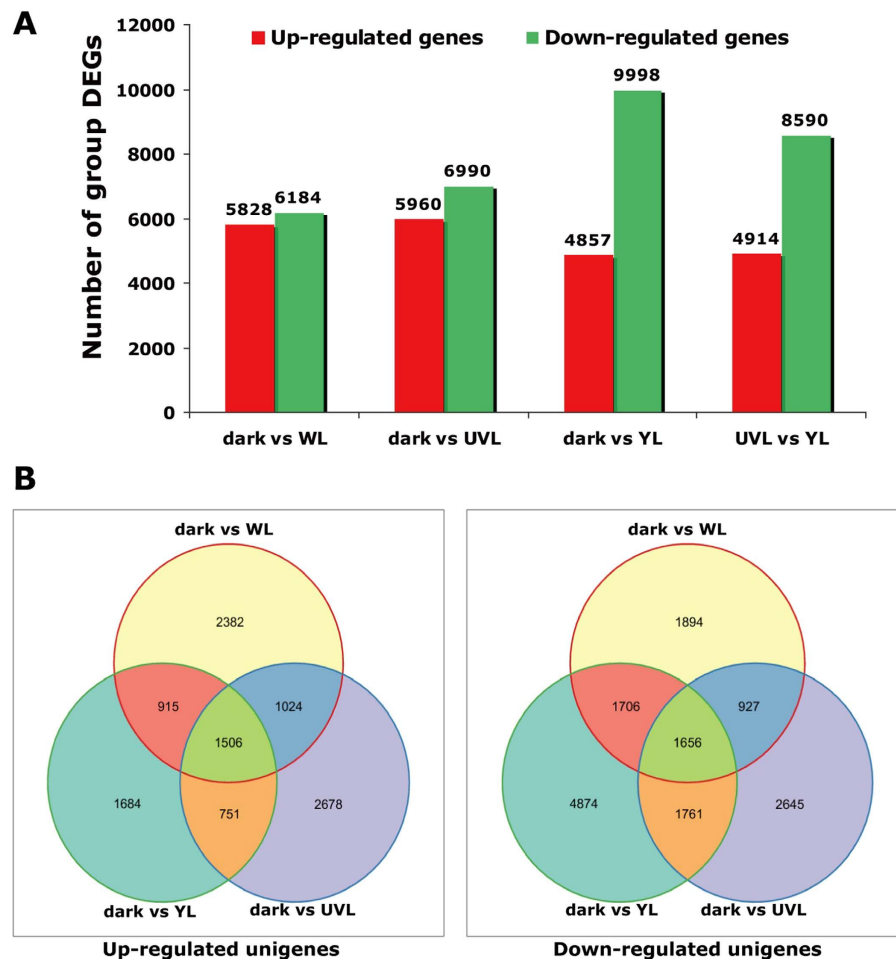 A
Number of group DEGs
12000
10000
8000
6000
4000
2000
0
Up-regulated genes Down-regulated genes
5828 6184 5960 6990 4857 9998 4914 8590
dark vs WL dark vs UVL dark vs YL UVL vs YL
B
dark vs WL
2382
915 1024
1506
1684 751 2678
dark vs YL dark vs UVL
Up-regulated unigenes
dark vs WL
1894
1706 927
1656
4874 1761 2645
dark vs YL dark vs UVL
Down-regulated unigenes